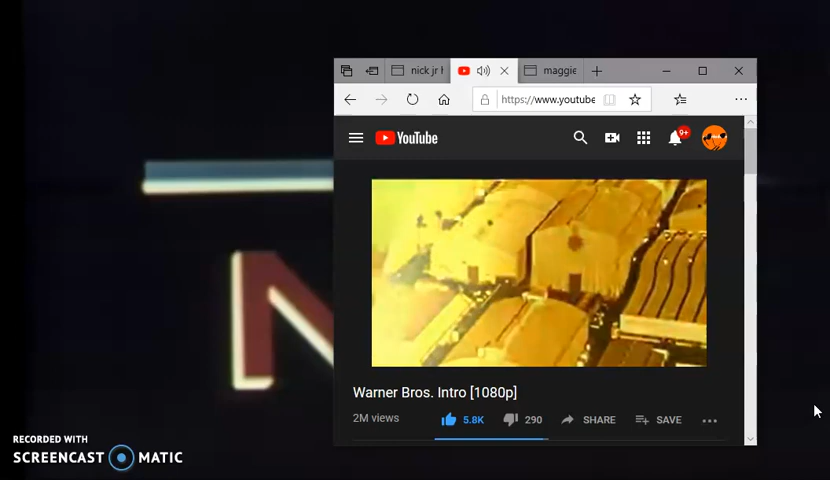 nick jr
maggie
https://www.youtube
YouTube
9+
N
Warner Bros. Intro [1080p]
2M views
5.8K
290
SHARE
SAVE
RECORDED WITH
SCREENCAST MATIC